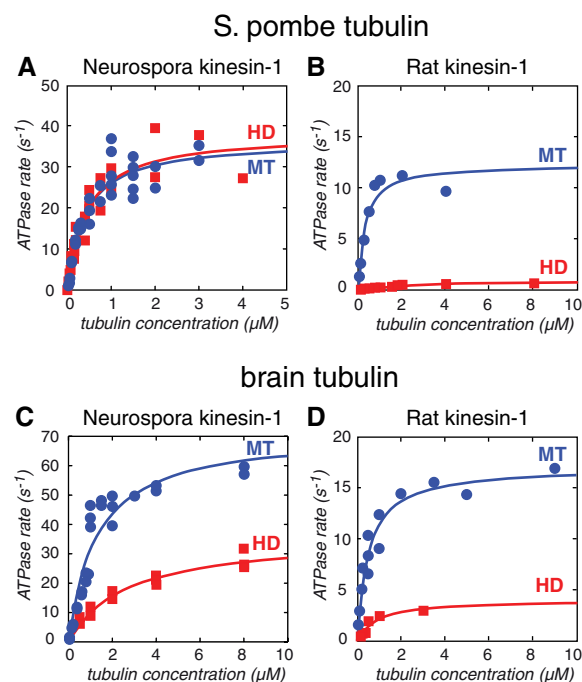 S. pombe tubulin
A Neurospora kinesin-1
ATPase rate (s-1)
50
40
30
20
10
0
HD
MT
0 1 2 3 4 5
tubulin concentration (µM)
B Rat kinesin-1
ATPase rate (s-1)
20
15
10
5
0
MT
HD
0 2 4 6 8 10
tubulin concentration (µM)
brain tubulin
C Neurospora kinesin-1
ATPase rate (s-1)
70
60
50
40
30
20
10
0
MT
HD
0 2 4 6 8 10
tubulin concentration (µM)
D Rat kinesin-1
ATPase rate (s-1)
20
15
10
5
0
MT
HD
0 2 4 6 8 10
tubulin concentration (µM)